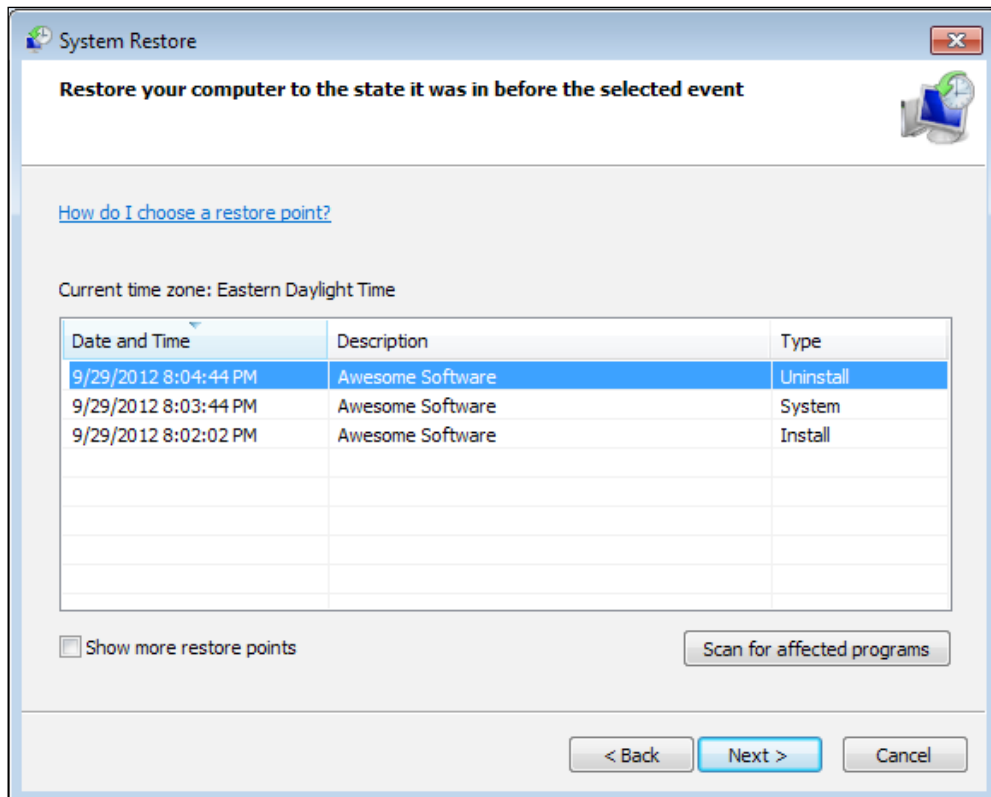 System Restore
Restore your computer to the state it was in before the selected event
How do I choose a restore point?
Current time zone: Eastern Daylight Time
Date and Time Description Type
9/29/2012 8:04:44 PM Awesome Software Uninstall
9/29/2012 8:03:44 PM Awesome Software System
9/29/2012 8:02:02 PM Awesome Software Install
Show more restore points Scan for affected programs
< Back Next > Cancel